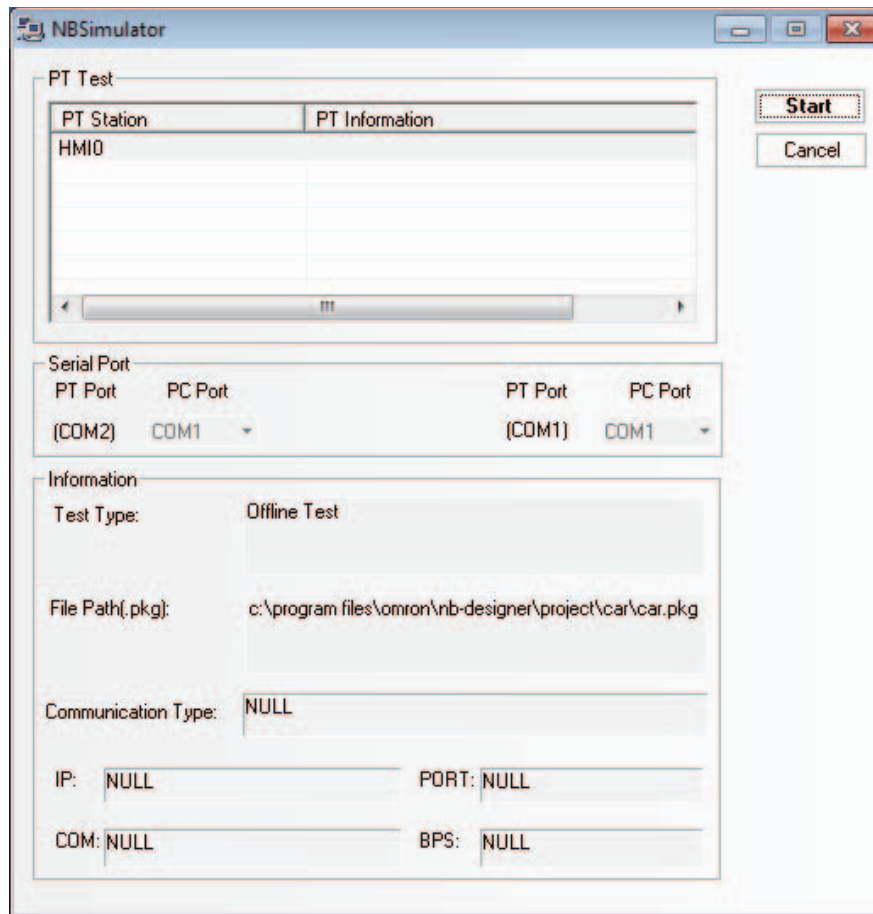 NBSimulator
PT Test
PT Station PT Information
HMI0
Start
Cancel
Serial Port
PT Port PC Port PT Port PC Port
(COM2) COM1 (COM1) COM1
Information
Test Type: Offline Test
File Path(.pkg): c:\program files\omron\nb-designer\project\car\car.pkg
Communication Type: NULL
IP: NULL PORT: NULL
COM: NULL BPS: NULL